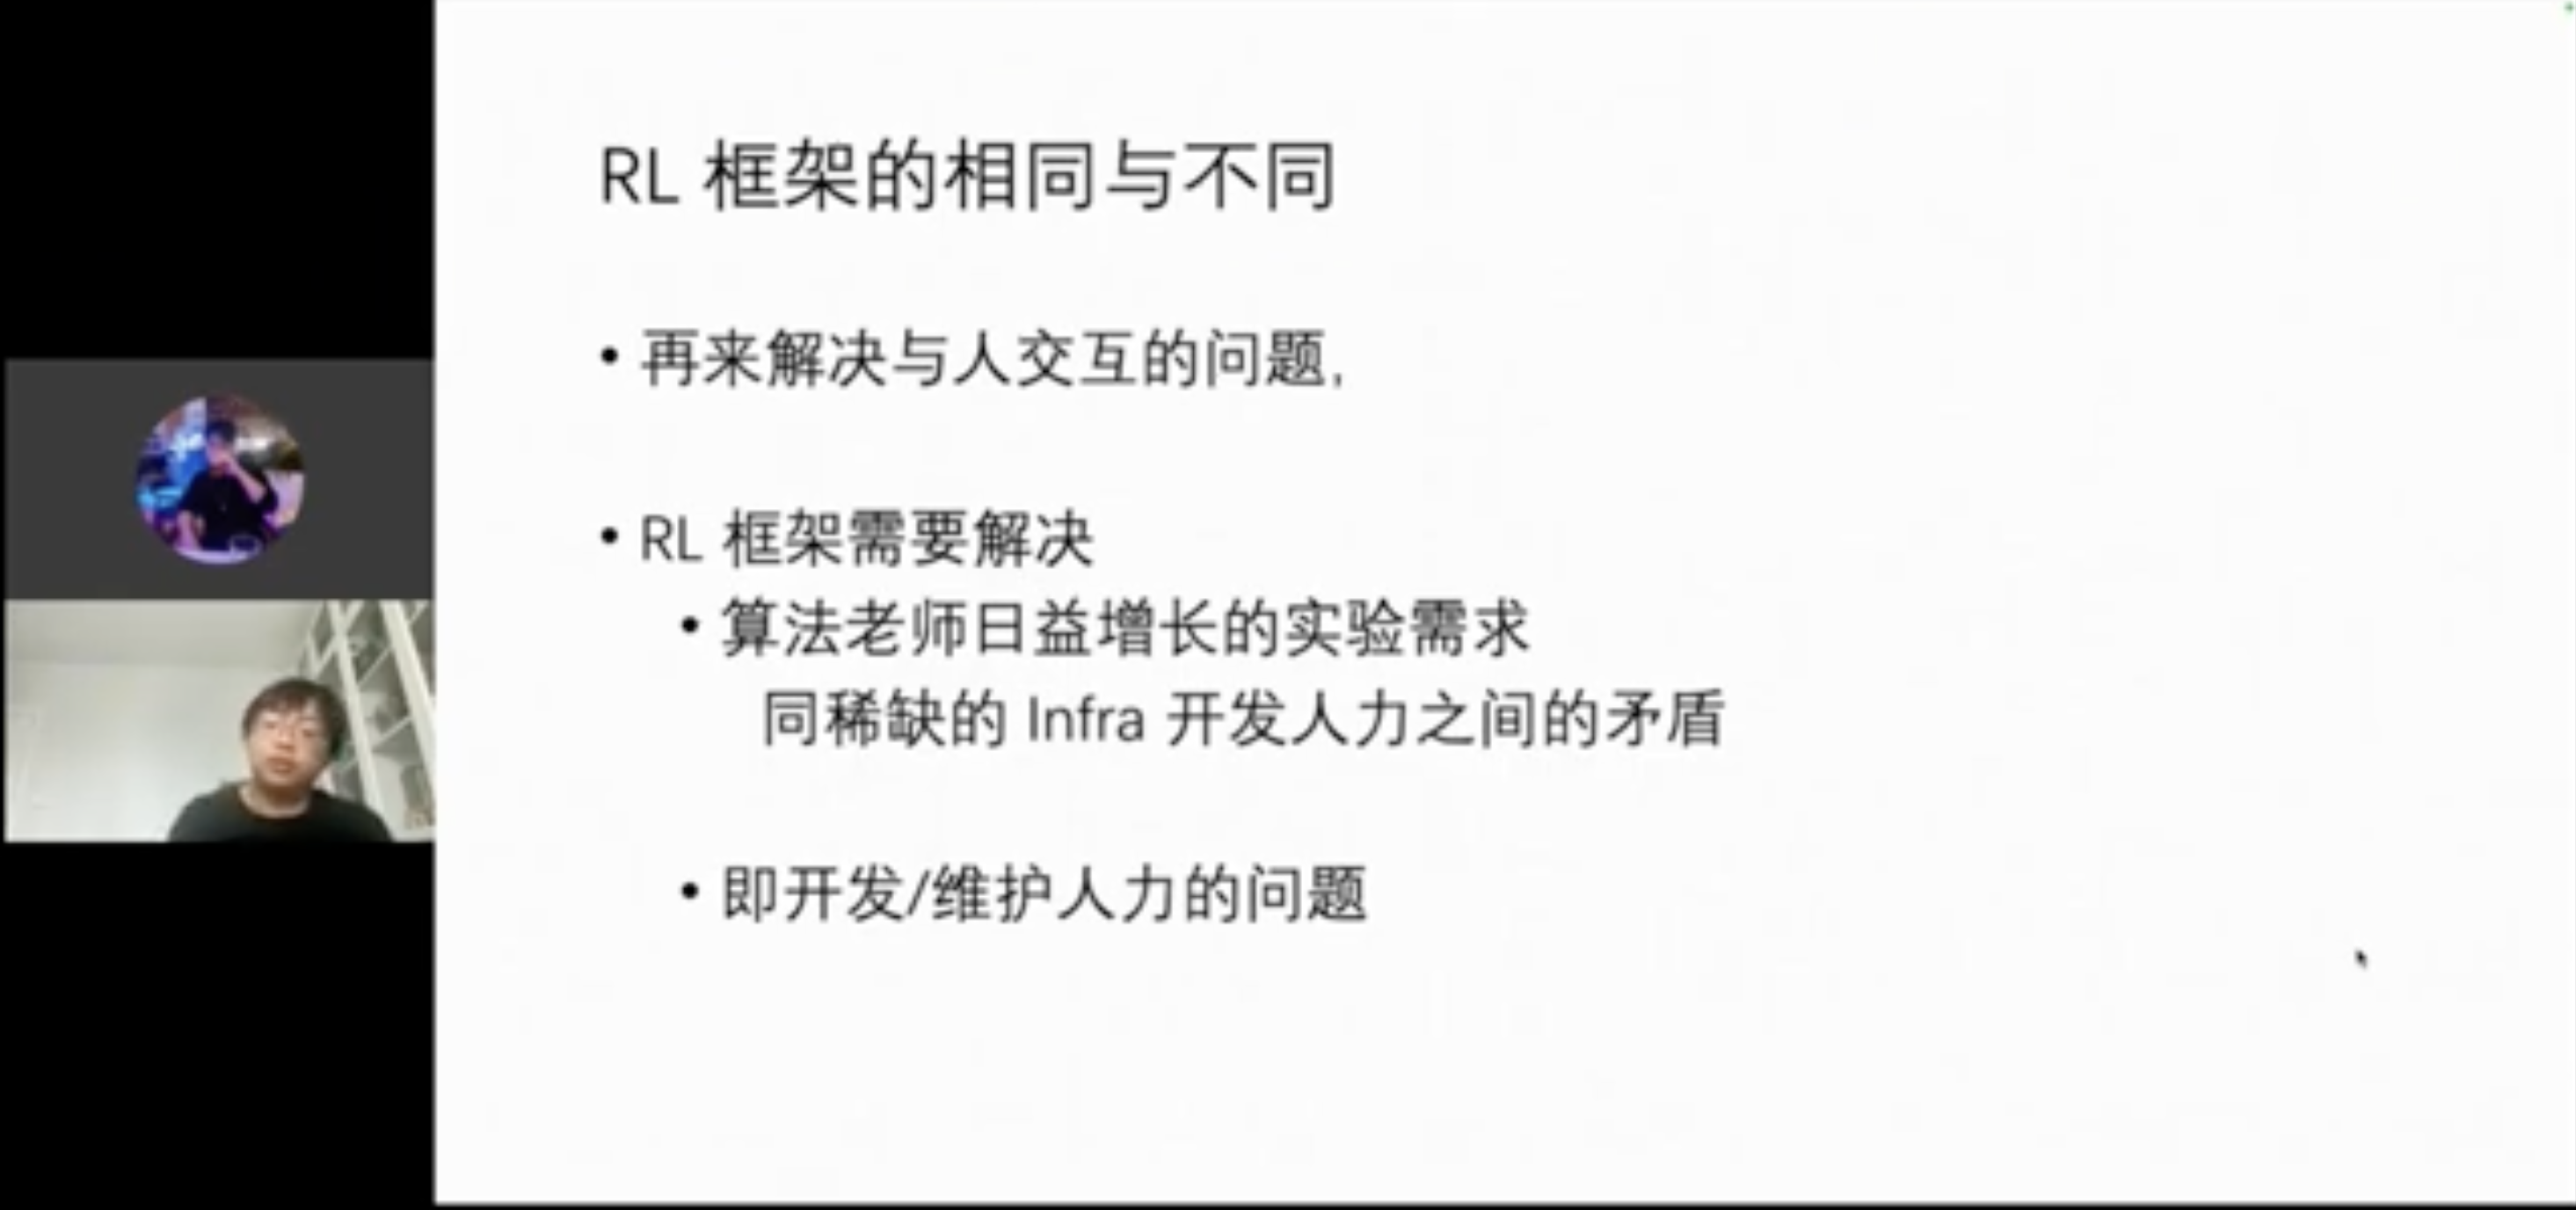 RL 框架的相同与不同
• 再来解决与人交互的问题,
• RL 框架需要解决
• 算法老师日益增长的实验需求
同稀缺的 Infra 开发人力之间的矛盾
• 即开发/维护人力的问题